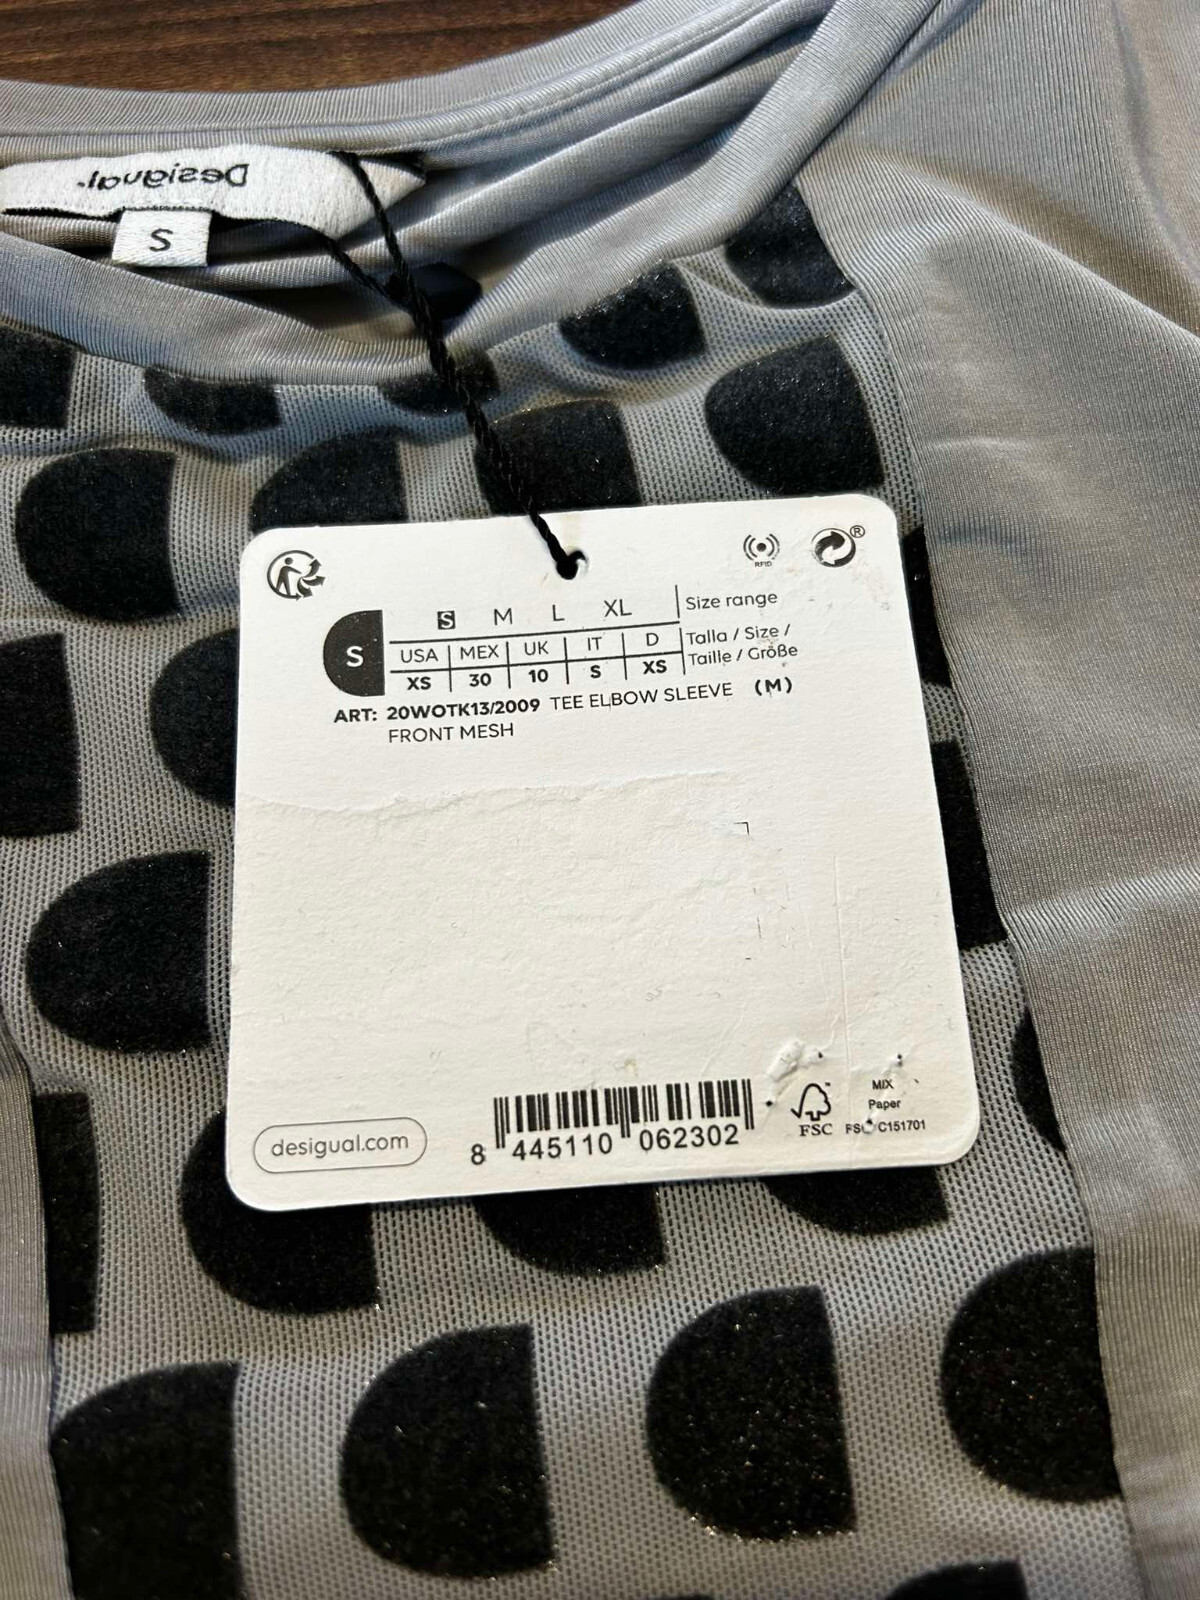 Desigual.
S
RFID
®
S M L XL Size range
S
USA MEX UK IT D Talla / Size /
XS 30 10 S XS Taille / Größe
ART: 20WOTK13/2009 TEE ELBOW SLEEVE (M)
FRONT MESH
desigual.com
8 445110 062302
FSC
MIX
Paper
C151701